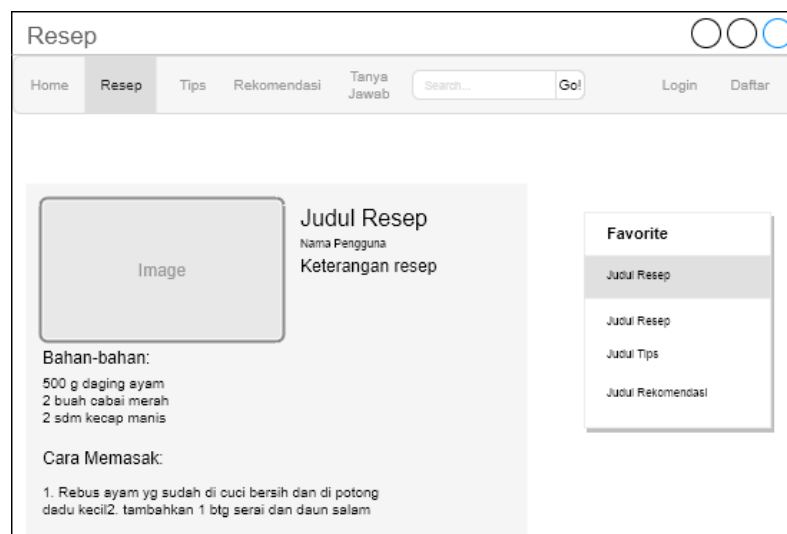 Resep
Home Resep Tips Rekomendasi Tanya Jawab Search... Go! Login Daftar
Image
Judul Resep
Nama Pengguna
Keterangan resep
Bahan-bahan:
500 g daging ayam
2 buah cabai merah
2 sdm kecap manis
Cara Memasak:
1. Rebus ayam yg sudah di cuci bersih dan di potong
dadu kecil2. tambahkan 1 btg serai dan daun salam
Favorite
Judul Resep
Judul Resep
Judul Tips
Judul Rekomendasi